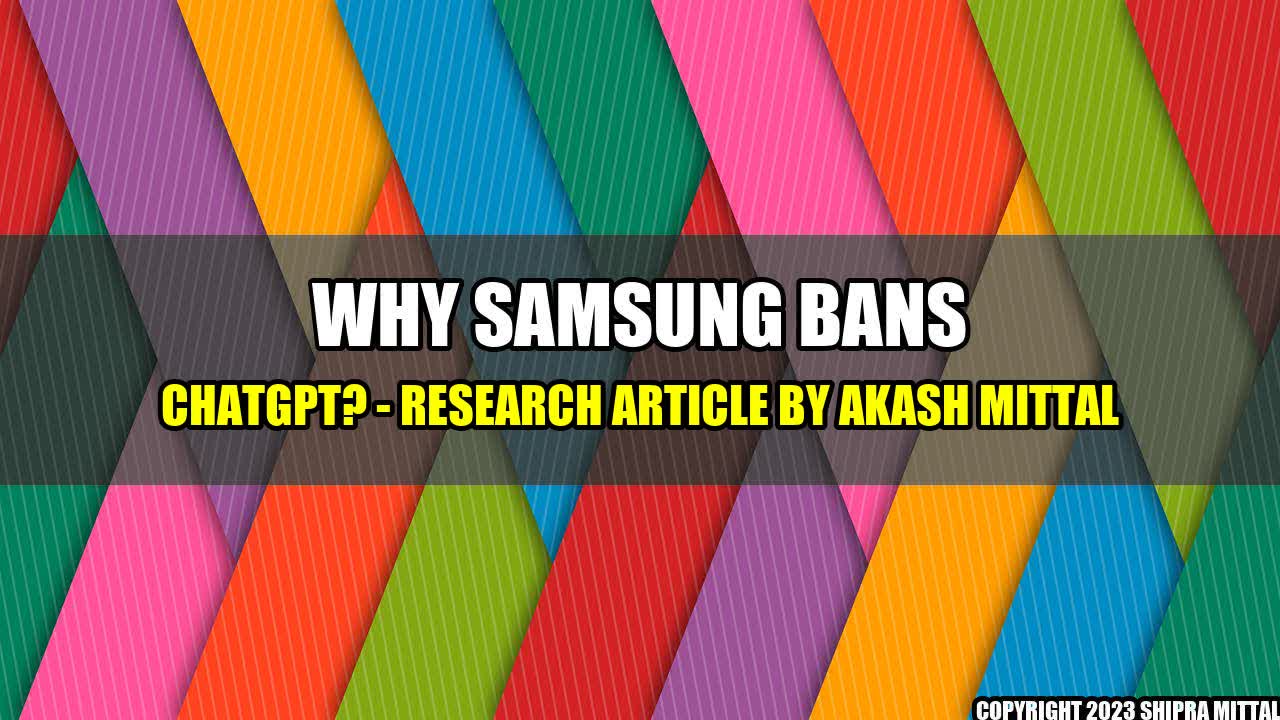 WHY SAMSUNG BANS
CHATGPT? - RESEARCH ARTICLE BY AKASH MITTAL
COPYRIGHT 2023 SHIPRA MITTAL